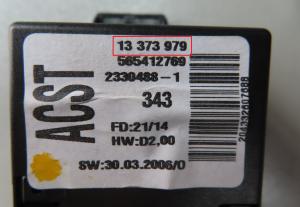 13 373 979
565412769
2330488-1
343
ACST
FD:21/14
HW:D2,00
SW:30.03.2006/0